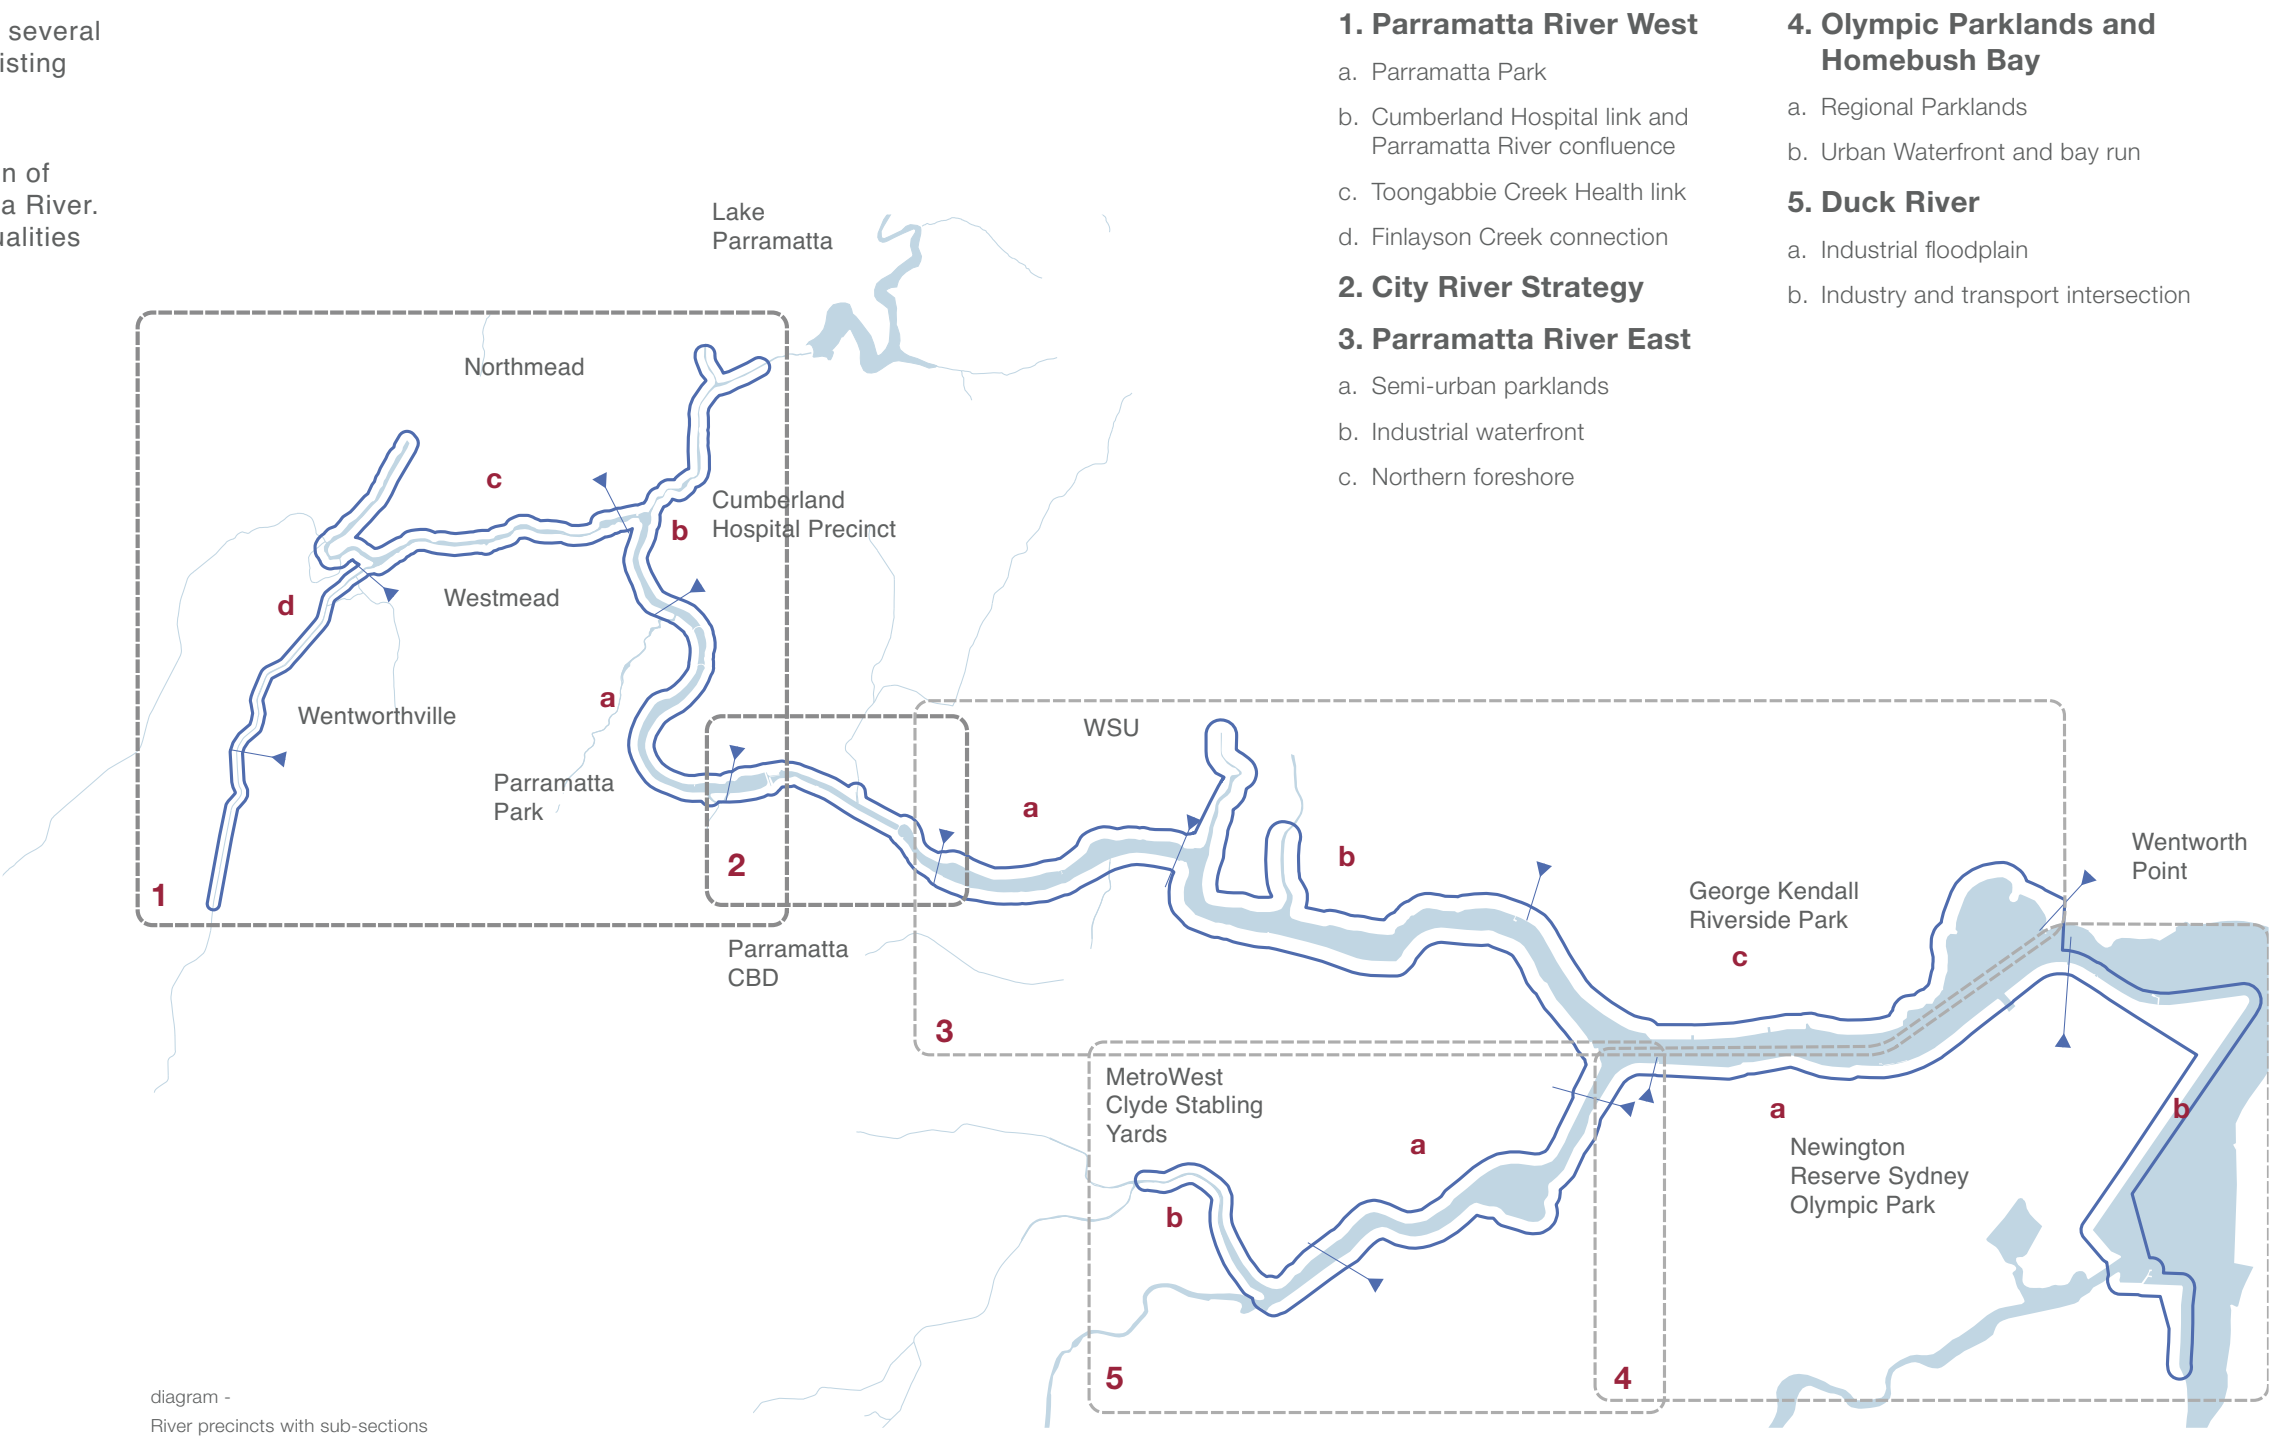 several
isting
n of
a River.
ualities
1. Parramatta River West
a. Parramatta Park
b. Cumberland Hospital link and
Parramatta River confluence
c. Toongabbie Creek Health link
d. Finlayson Creek connection
2. City River Strategy
3. Parramatta River East
a. Semi-urban parklands
b. Industrial waterfront
c. Northern foreshore
4. Olympic Parklands and
Homebush Bay
a. Regional Parklands
b. Urban Waterfront and bay run
5. Duck River
a. Industrial floodplain
b. Industry and transport intersection
Lake
Parramatta
Northmead
c
Cumberland
Hospital Precinct
b
d
Westmead
a
Wentworthville
Parramatta
Park
1
2
Parramatta
CBD
WSU
a
b
Wentworth
Point
George Kendall
Riverside Park
c
3
MetroWest
Clyde Stabling
Yards
a
b
a
b
Newington
Reserve Sydney
Olympic Park
5
4
diagram -
River precincts with sub-sections